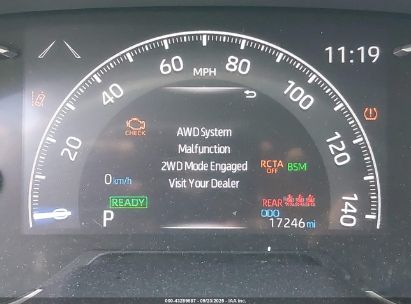 11:19
60
MPH
80
40
100
20
120
140
CHECK
AWD System
Malfunction
2WD Mode Engaged
Visit Your Dealer
RCTA
OFF
BSM
0 km/h
READY
P
REAR
ODO
17246 mi